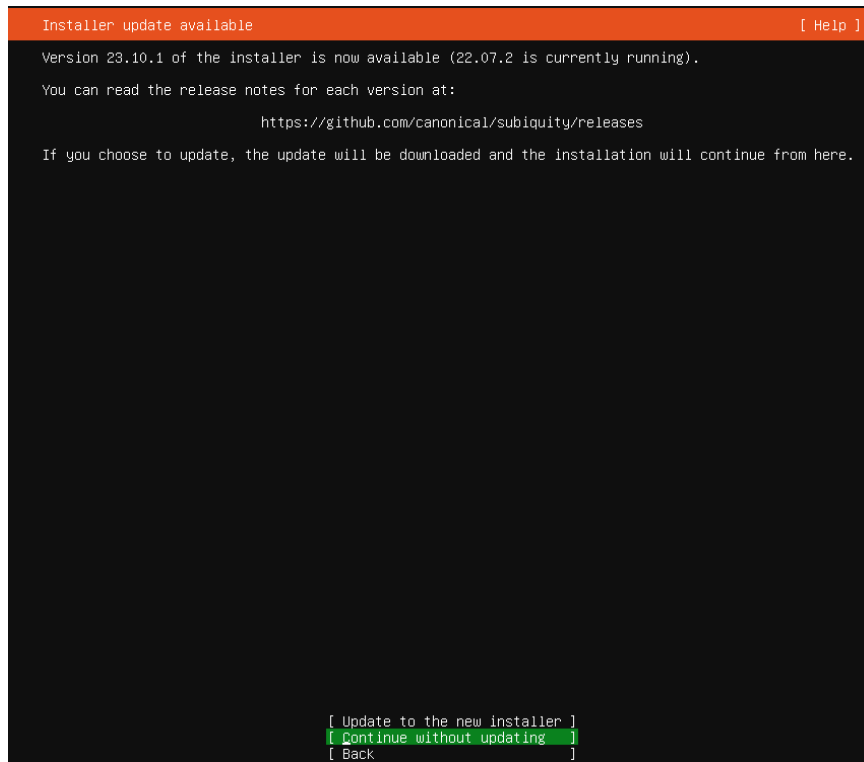 Installer update available [ Help ]
Version 23.10.1 of the installer is now available (22.07.2 is currently running).
You can read the release notes for each version at:
https://github.com/canonical/subiquity/releases
If you choose to update, the update will be downloaded and the installation will continue from here.
[ Update to the new installer ]
[ Continue without updating ]
[ Back ]